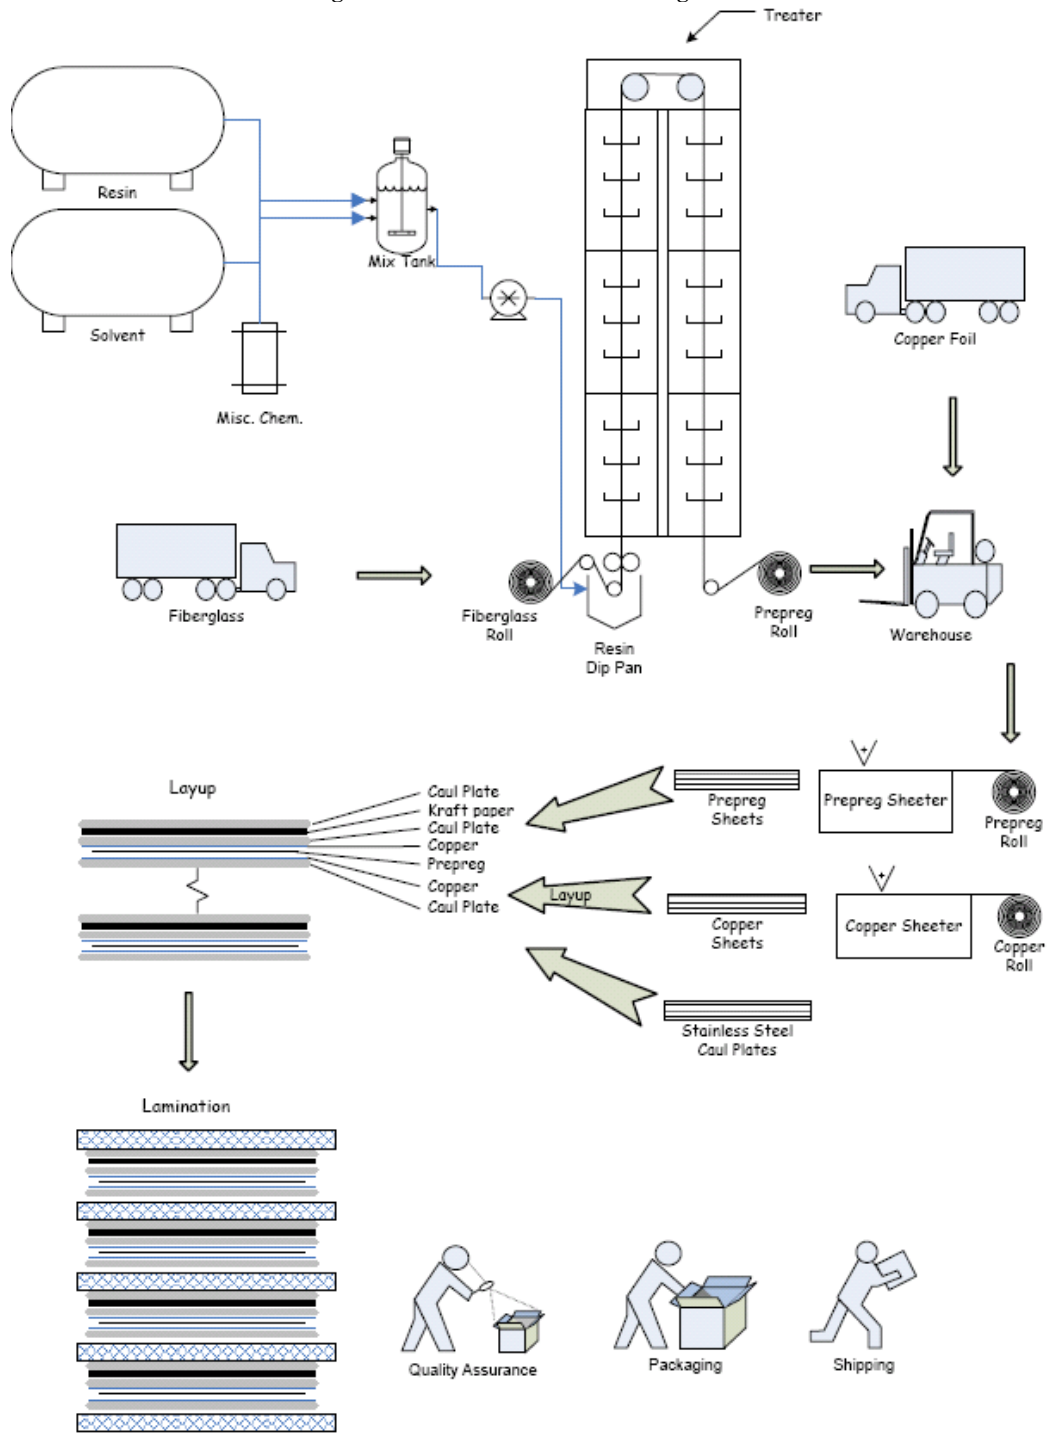 Treater
Resin
Mix Tank
Solvent
Copper Foil
Misc. Chem.
Fiberglass
Fiberglass
Roll
Resin
Dip Pan
Prepreg
Roll
Warehouse
Layup
Caul Plate
Kraft paper
Caul Plate
Copper
Prepreg
Copper
Caul Plate
Prepreg
Sheets
Prepreg Sheeter
Prepreg
Roll
Layup
Copper
Sheets
Copper Sheeter
Copper
Roll
Stainless Steel
Caul Plates
Lamination
Quality Assurance
Packaging
Shipping